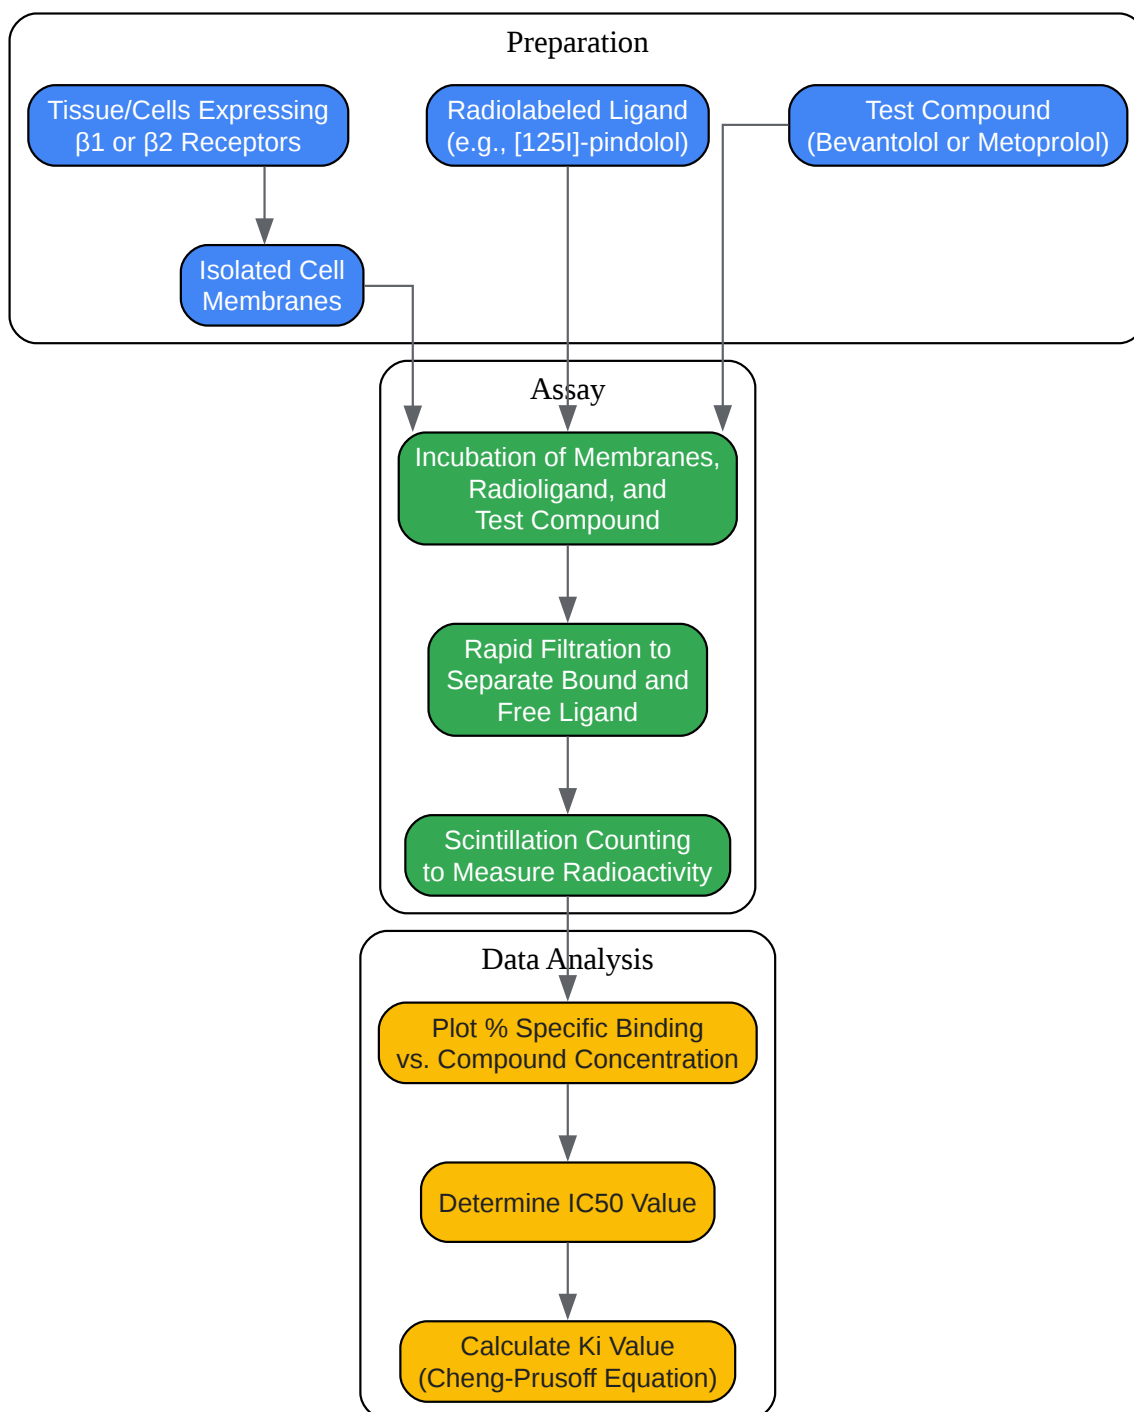 Preparation
Tissue/Cells Expressing
β1 or β2 Receptors
Radiolabeled Ligand
(e.g., [125I]-pindolol)
Test Compound
(Bevantolol or Metoprolol)
Isolated Cell
Membranes
Assay
Incubation of Membranes,
Radioligand, and
Test Compound
Rapid Filtration to
Separate Bound and
Free Ligand
Scintillation Counting
to Measure Radioactivity
Data Analysis
Plot % Specific Binding
vs. Compound Concentration
Determine IC50 Value
Calculate Ki Value
(Cheng-Prusoff Equation)